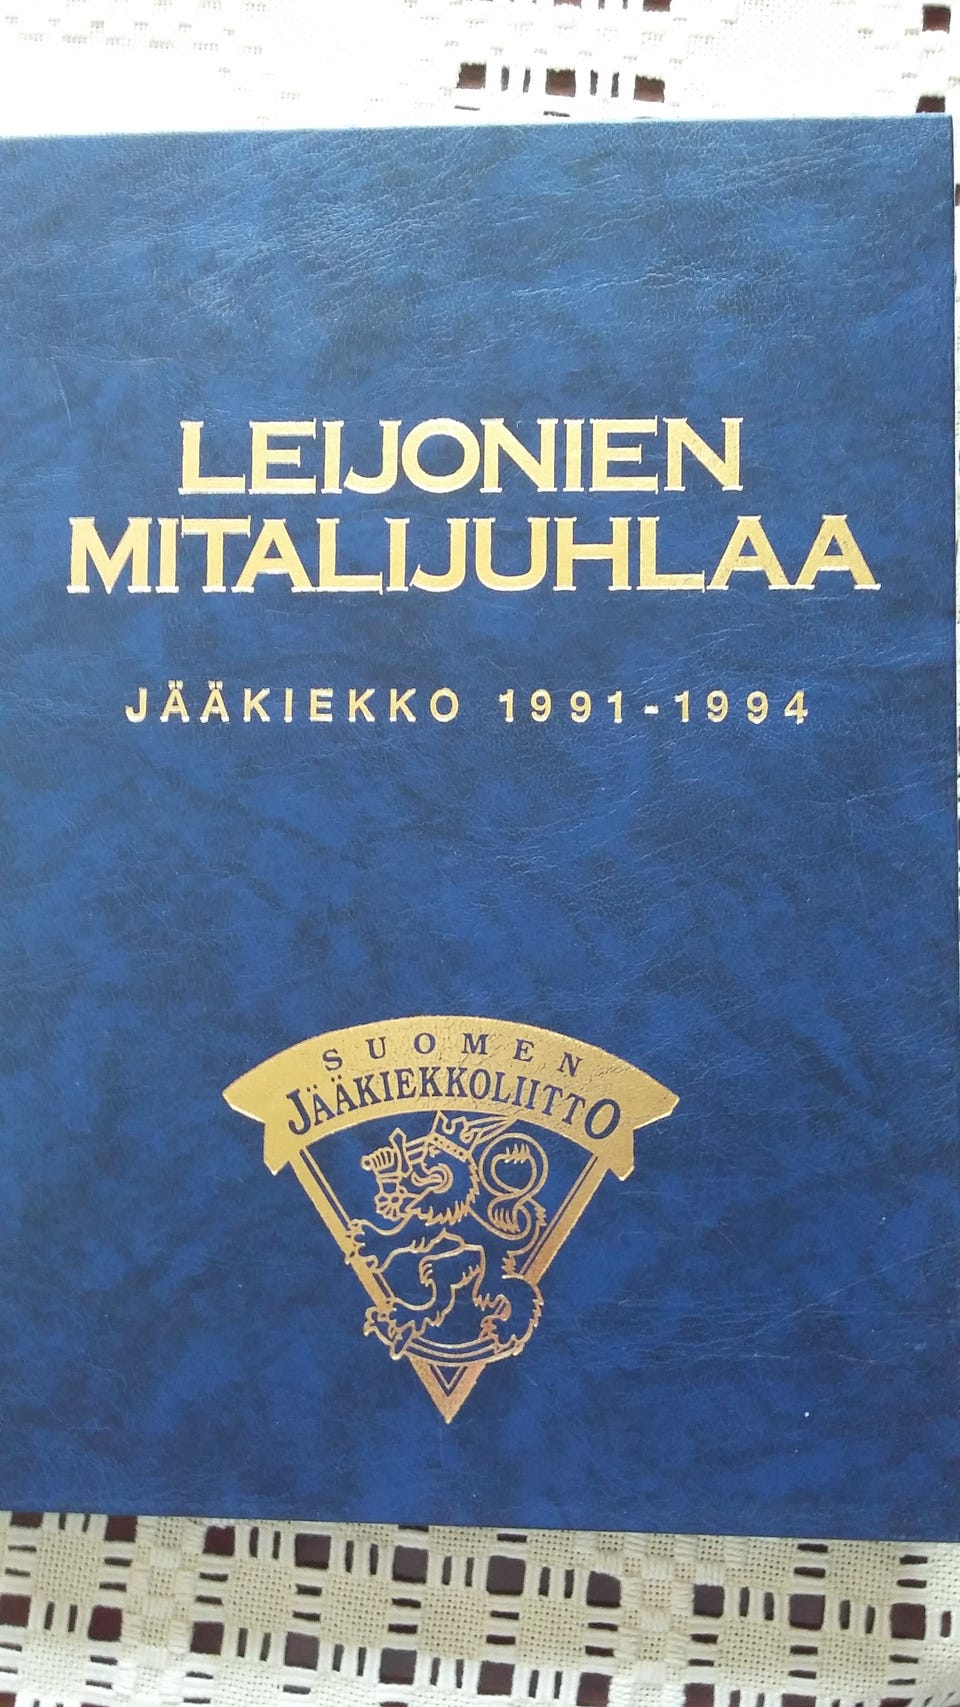 LEIJONIEN
MITALIJUHLAA
JÄÄKIEKKO 1991-1994
SUOMEN
JÄÄKIEKKOLIITTO